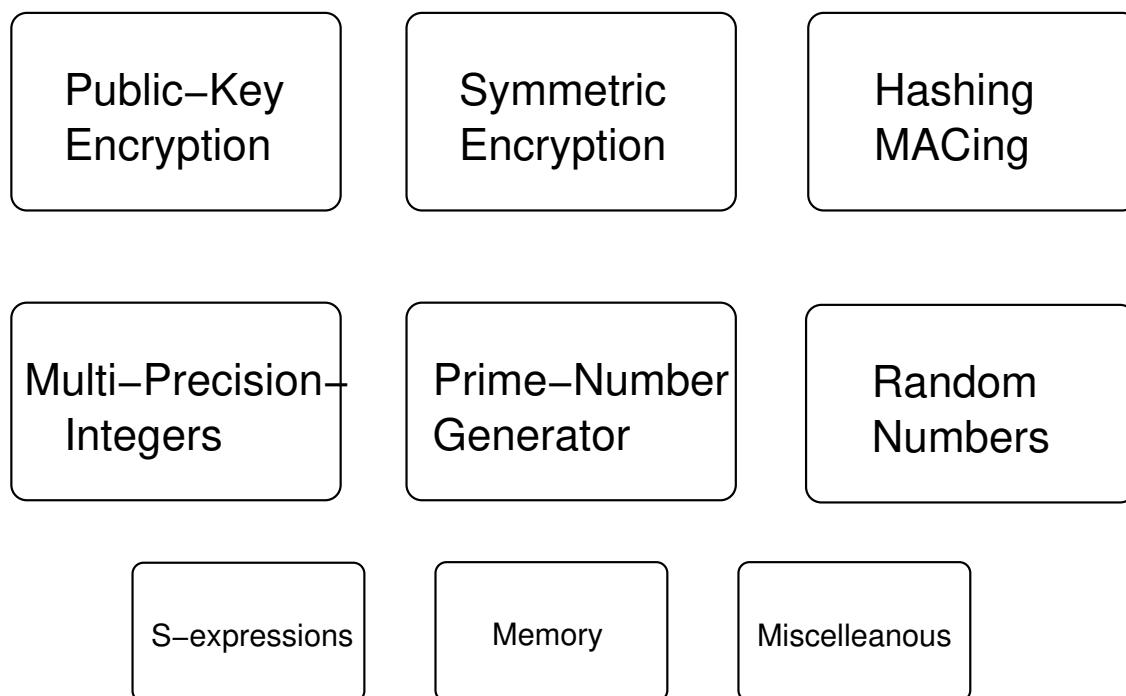 Public−Key
Encryption
Symmetric
Encryption
Hashing
MACing
Multi−Precision−
Integers
Prime−Number
Generator
Random
Numbers
S−expressions
Memory
Miscelleanous